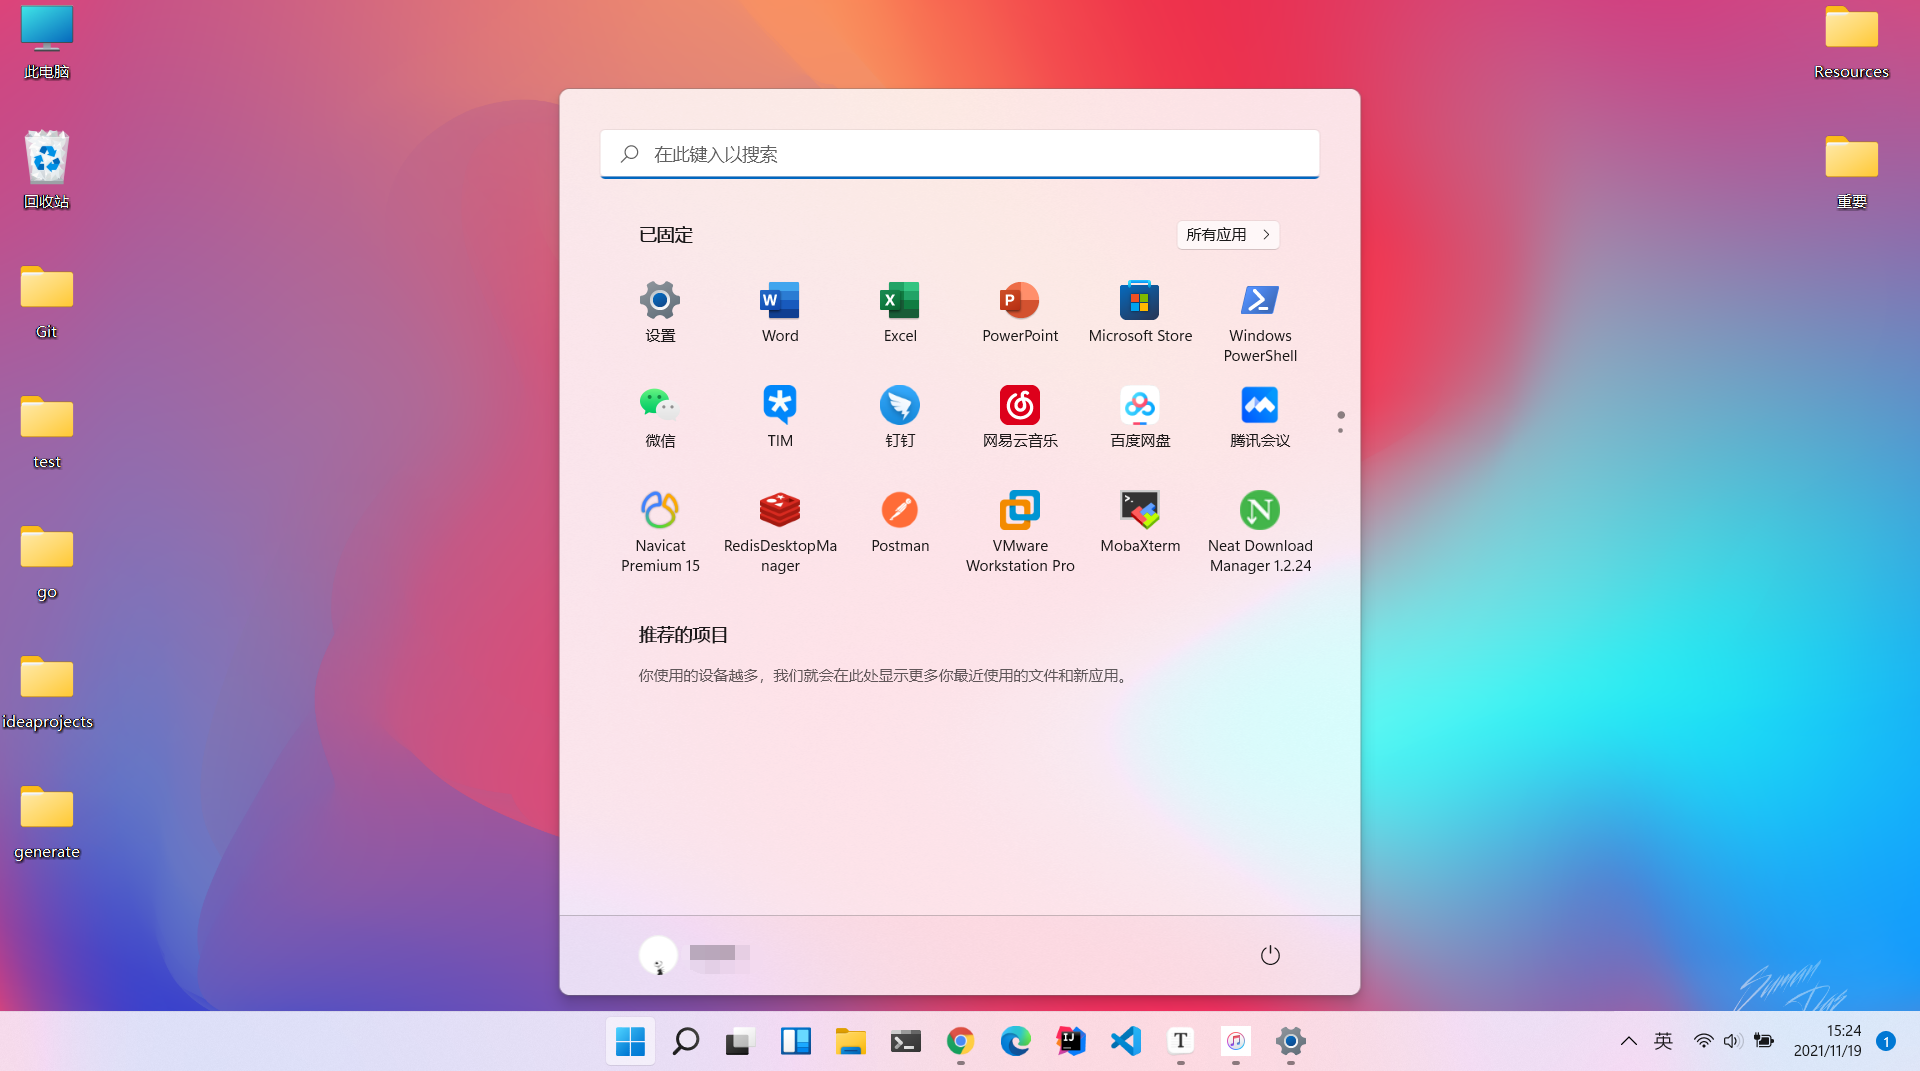 此电脑
回收站
Git
test
go
ideaprojects
generate
Resources
重要
在此键入以搜索
已固定
所有应用
设置
Word
Excel
PowerPoint
Microsoft Store
Windows
PowerShell
微信
TIM
钉钉
网易云音乐
百度网盘
腾讯会议
Navicat
Premium 15
RedisDesktopMa
nager
Postman
VMware
Workstation Pro
MobaXterm
Neat Download
Manager 1.2.24
推荐的项目
你使用的设备越多，我们就会在此处显示更多你最近使用的文件和新应用。
Suman
Das
英
15:24
2021/11/19
1